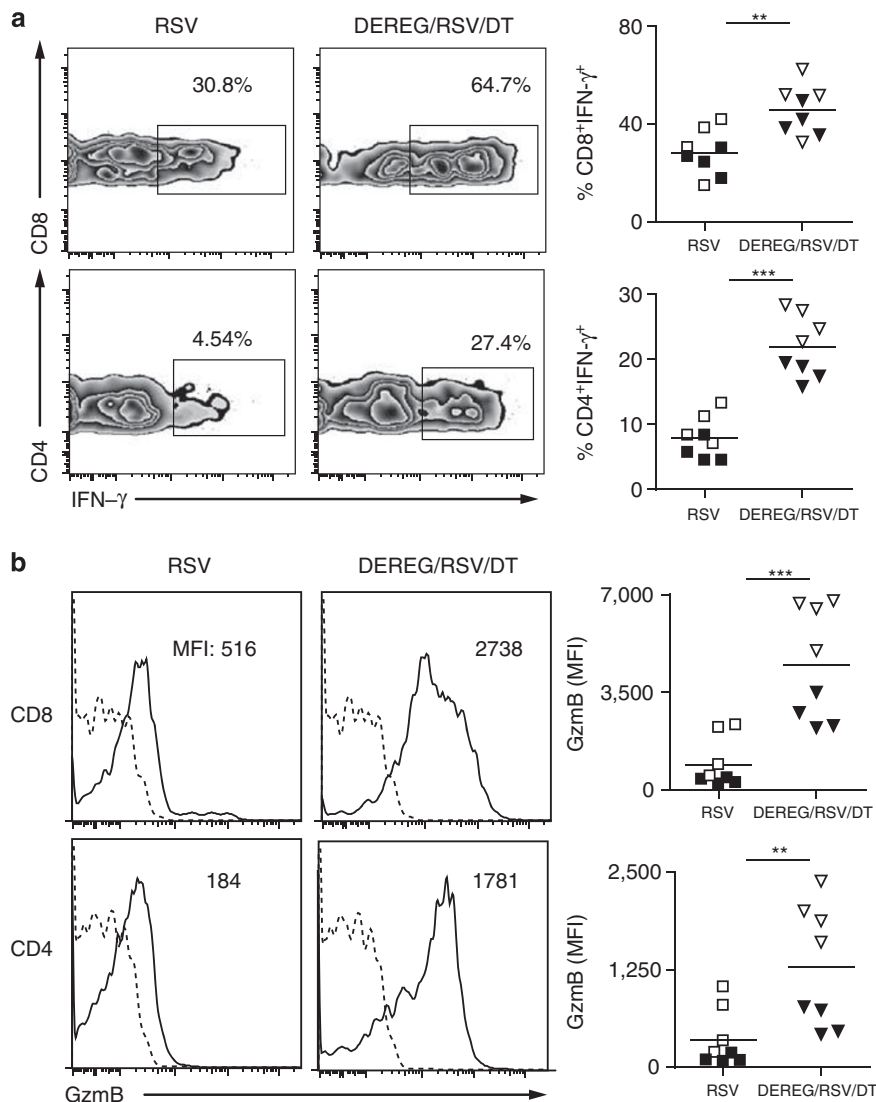 a
RSV
DEREG/RSV/DT
30.8%
64.7%
CD8
4.54%
27.4%
CD4
IFN–γ
80
40
0
% CD8+IFN-γ+
**
RSV
DEREG/RSV/DT
30
20
10
0
% CD4+IFN-γ+
***
RSV
DEREG/RSV/DT
b
RSV
DEREG/RSV/DT
CD8
MFI: 516
2738
CD4
184
1781
GzmB
7,000
3,500
0
GzmB (MFI)
***
RSV
DEREG/RSV/DT
2,500
1,250
0
GzmB (MFI)
**
RSV
DEREG/RSV/DT